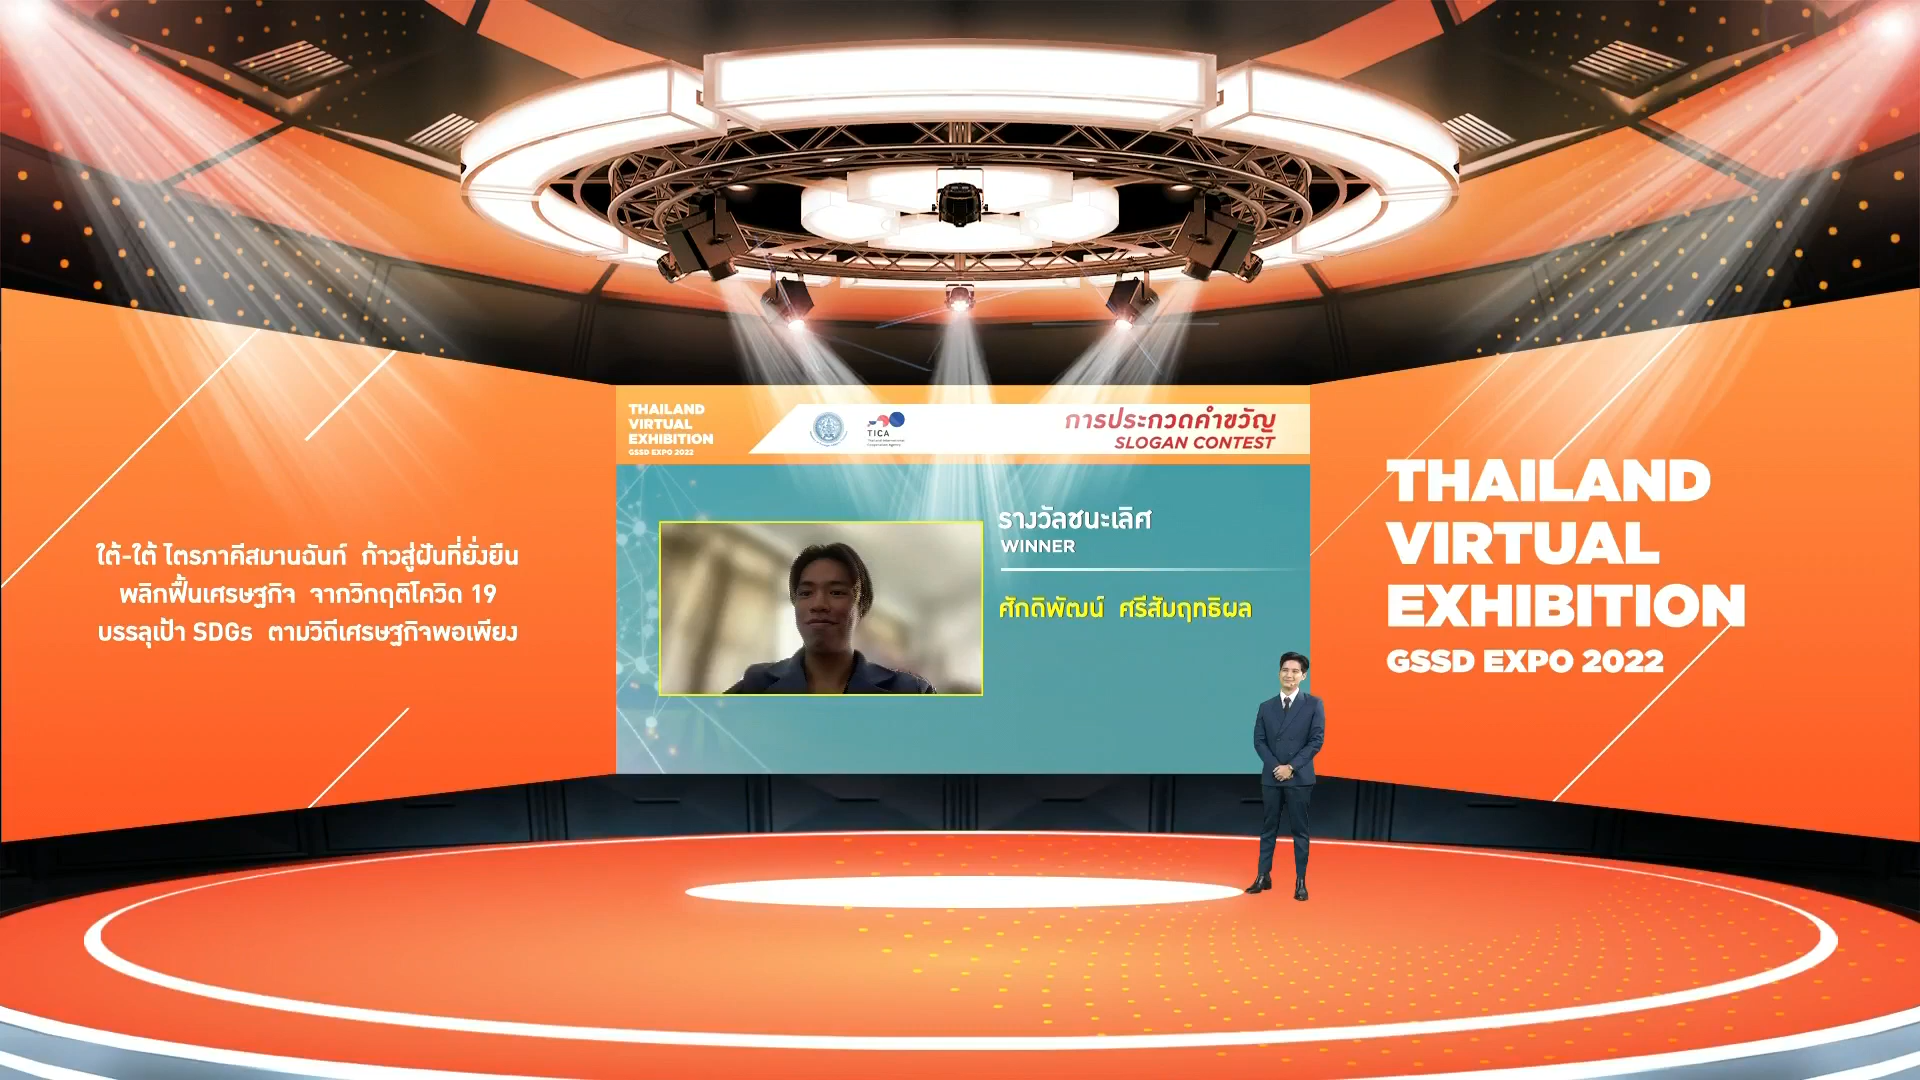 ใต้-ใต้ ไตรภาคีสมานฉันท์ ก้าวสู่ฝันที่ยั่งยืน
พลิกฟื้นเศรษฐกิจ จากวิกฤติโควิด 19
บรรลุเป้า SDGs ตามวิถีเศรษฐกิจพอเพียง
THAILAND
VIRTUAL
EXHIBITION
GSSD EXPO 2022
TICA
Thailand International
Cooperation Agency
การประกวดคำขวัญ
SLOGAN CONTEST
รางวัลชนะเลิศ
WINNER
ศักดิพัฒน์ ศรีสัมฤทธิผล
THAILAND
VIRTUAL
EXHIBITION
GSSD EXPO 2022